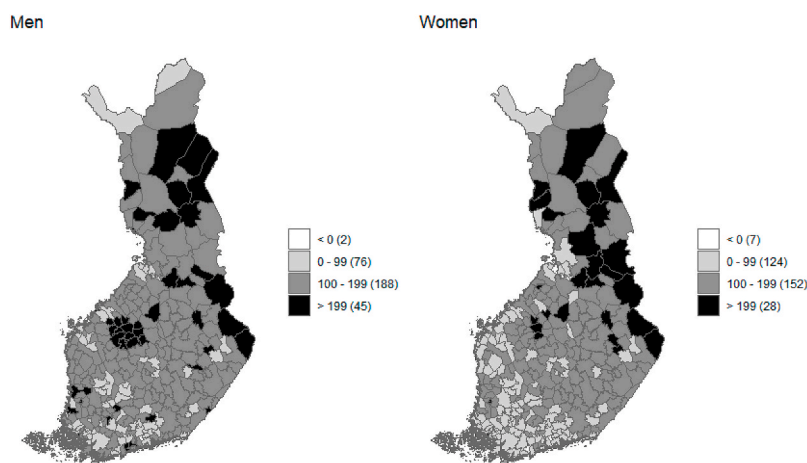 Men
< 0 (2)
0 - 99 (76)
100 - 199 (188)
> 199 (45)
Women
< 0 (7)
0 - 99 (124)
100 - 199 (152)
> 199 (28)